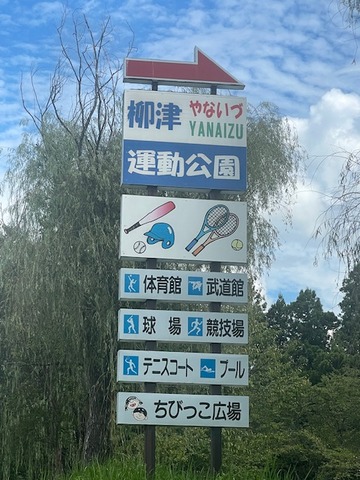 柳津 やないづ
YANAIZU
運動公園
体育館 武道館
球場 競技場
テニスコート プール
ちびっこ広場